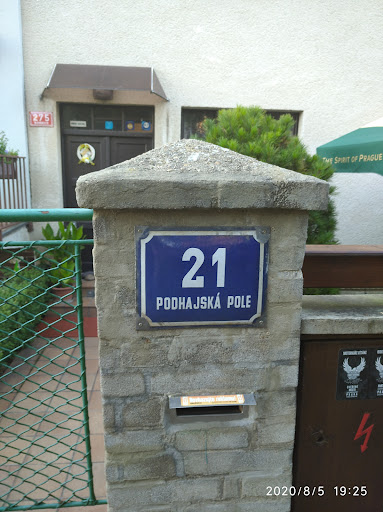 275
THE SPIRIT OF PRAGUE
21
PODHAJSKÁ POLE
2020/8/5 19:25